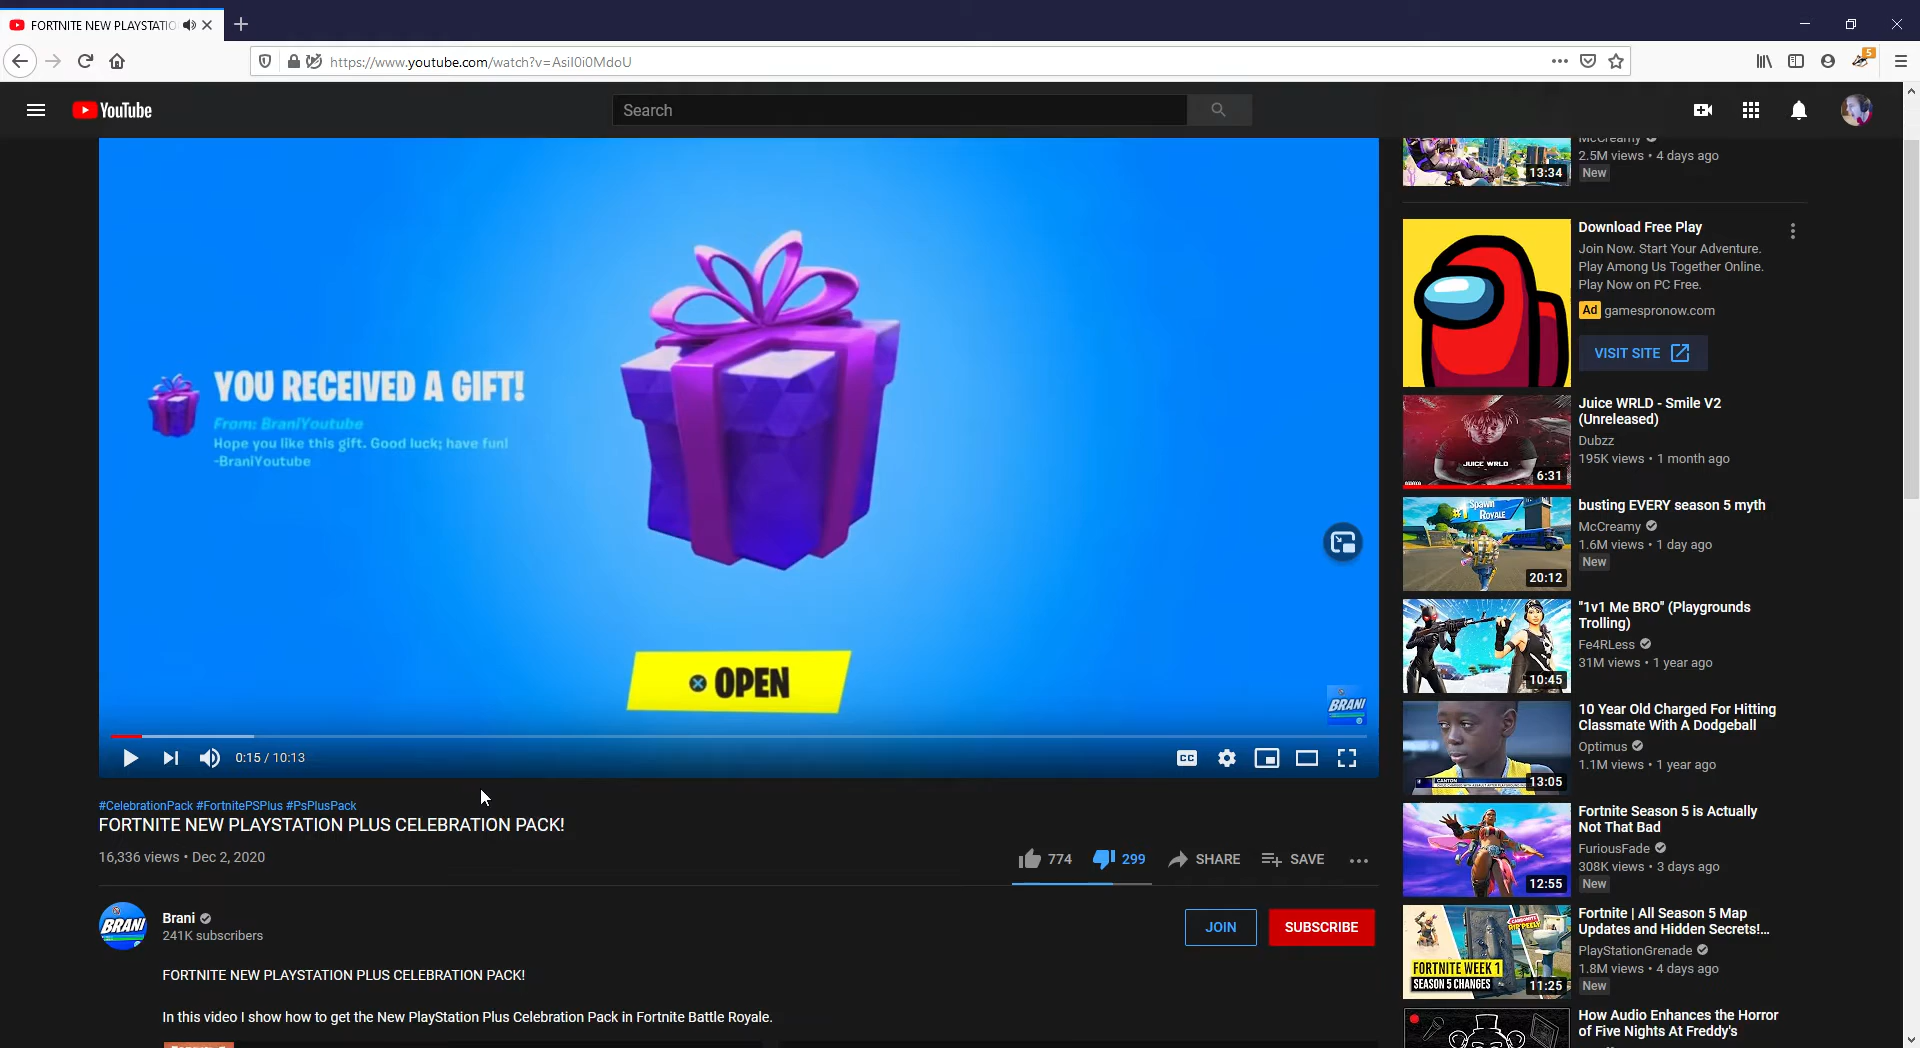 FORTNITE NEW PLAYSTATIO
5
https://www.youtube.com/watch?v=Asil0i0MdoU
YouTube
Search
YOU RECEIVED A GIFT!
From: BraniYoutube
Hope you like this gift. Good luck; have fun!
-BraniYoutube
OPEN
BRANI
0:15 / 10:13
CC
#CelebrationPack #FortnitePSPlus #PsPlusPack
FORTNITE NEW PLAYSTATION PLUS CELEBRATION PACK!
16,336 views • Dec 2, 2020
774
299
SHARE
SAVE
BRANI
Brani
241K subscribers
JOIN
SUBSCRIBE
FORTNITE NEW PLAYSTATION PLUS CELEBRATION PACK!
In this video I show how to get the New PlayStation Plus Celebration Pack in Fortnite Battle Royale.
13:34
McCreamy
2.5M views • 4 days ago
New
Download Free Play
Join Now. Start Your Adventure.
Play Among Us Together Online.
Play Now on PC Free.
Ad gamespronow.com
VISIT SITE
JUICE WRLD
6:31
Juice WRLD - Smile V2
(Unreleased)
Dubzz
195K views • 1 month ago
#1 Spawn
ROYALE
20:12
busting EVERY season 5 myth
McCreamy
1.6M views • 1 day ago
New
10:45
"1v1 Me BRO" (Playgrounds
Trolling)
Fe4RLess
31M views • 1 year ago
CANTON
13:05
10 Year Old Charged For Hitting
Classmate With A Dodgeball
Optimus
1.1M views • 1 year ago
12:55
Fortnite Season 5 is Actually
Not That Bad
FuriousFade
308K views • 3 days ago
New
FORTNITE WEEK 1
SEASON 5 CHANGES
11:25
Fortnite | All Season 5 Map
Updates and Hidden Secrets!...
PlayStationGrenade
1.8M views • 4 days ago
New
How Audio Enhances the Horror
of Five Nights At Freddy's